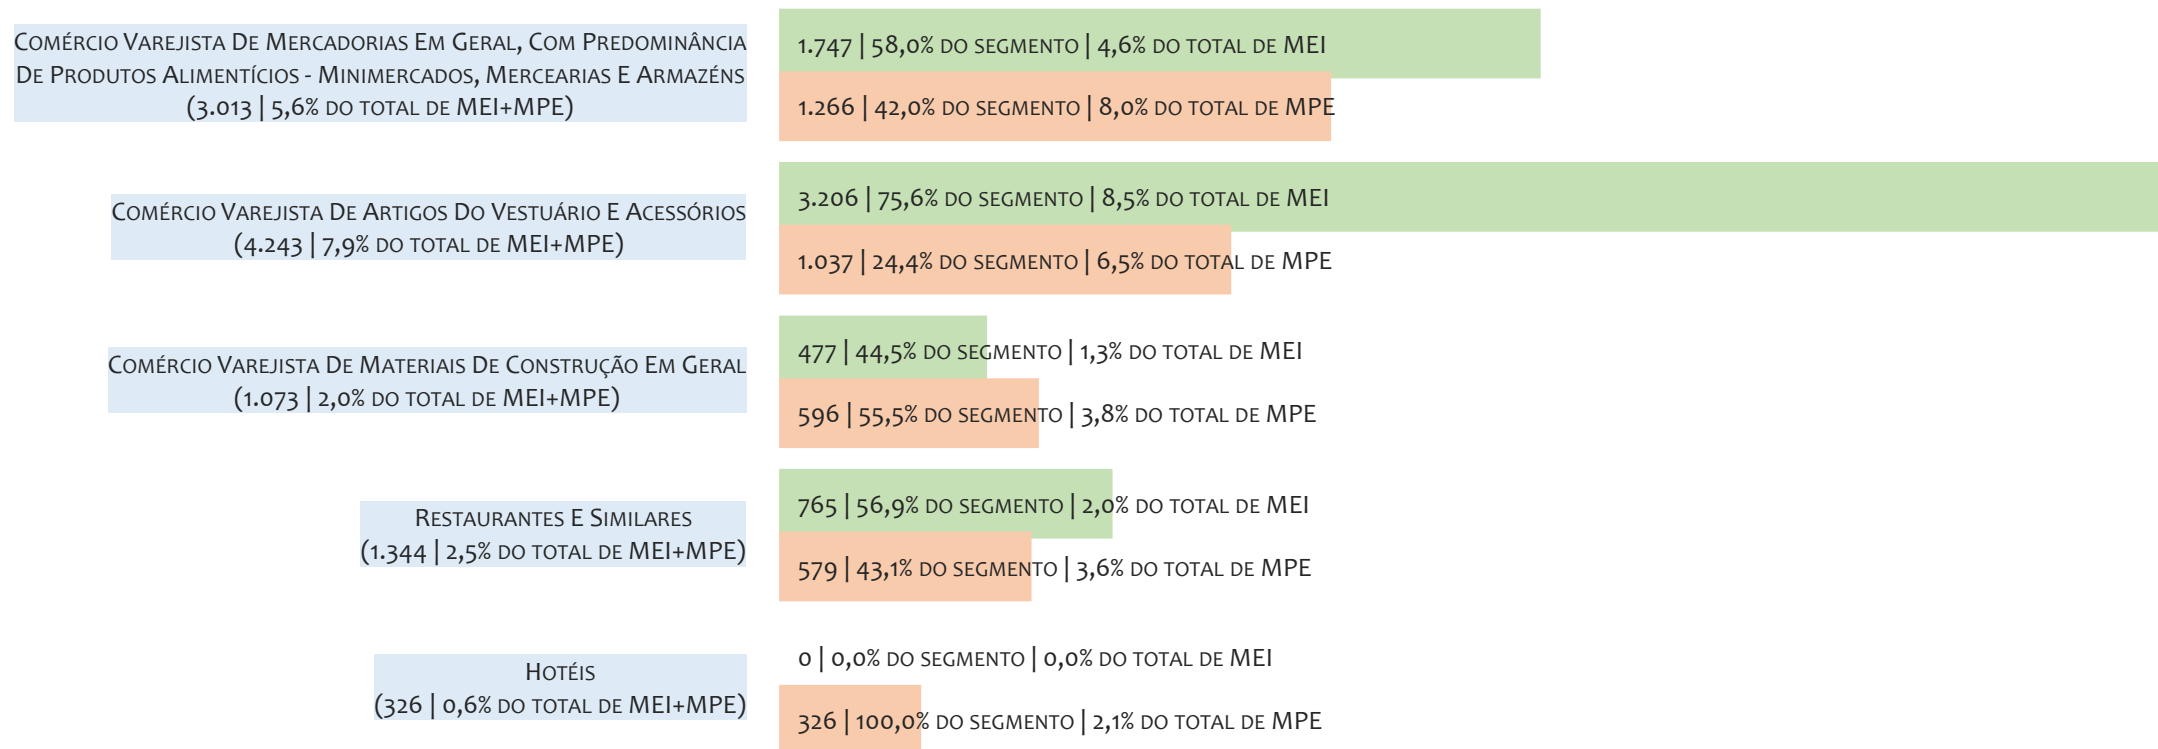 Comércio Varejista De Mercadorias Em Geral, Com Predominância
De Produtos Alimentícios - Minimercados, Mercearias E Armazéns
(3.013 | 5,6% do total de MEI+MPE)
1.747 | 58,0% do segmento | 4,6% do total de MEI
1.266 | 42,0% do segmento | 8,0% do total de MPE
Comércio Varejista De Artigos Do Vestuário E Acessórios
(4.243 | 7,9% do total de MEI+MPE)
3.206 | 75,6% do segmento | 8,5% do total de MEI
1.037 | 24,4% do segmento | 6,5% do total de MPE
Comércio Varejista De Materiais De Construção Em Geral
(1.073 | 2,0% do total de MEI+MPE)
477 | 44,5% do segmento | 1,3% do total de MEI
596 | 55,5% do segmento | 3,8% do total de MPE
Restaurantes E Similares
(1.344 | 2,5% do total de MEI+MPE)
765 | 56,9% do segmento | 2,0% do total de MEI
579 | 43,1% do segmento | 3,6% do total de MPE
Hotéis
(326 | 0,6% do total de MEI+MPE)
0 | 0,0% do segmento | 0,0% do total de MEI
326 | 100,0% do segmento | 2,1% do total de MPE